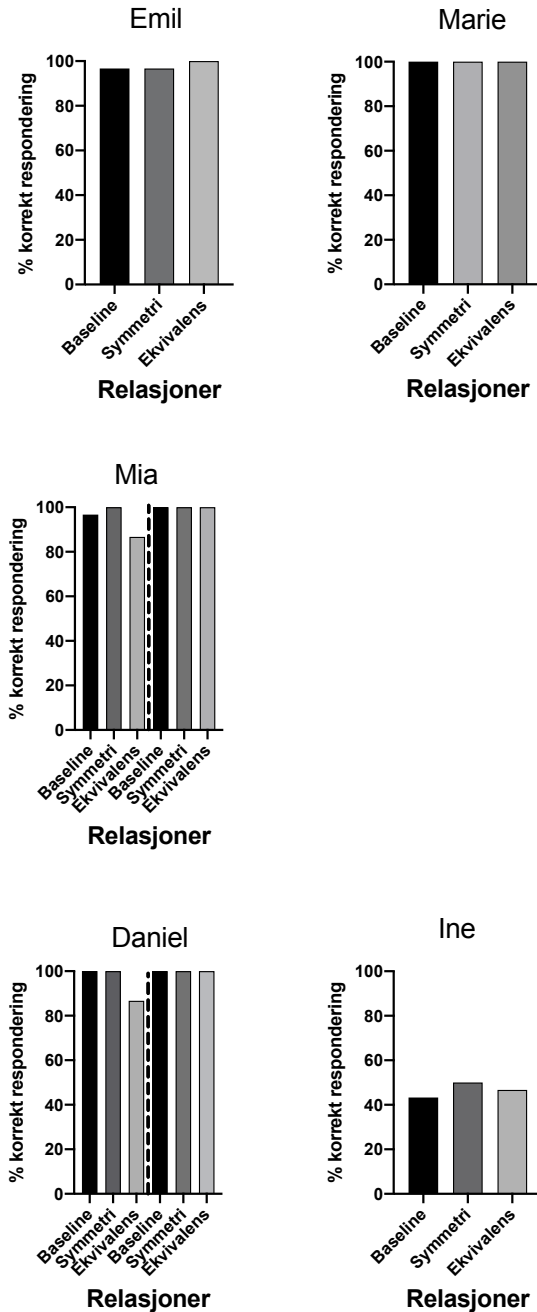 Emil
% korrekt respondering
100
80
60
40
20
0
Baseline
Symmetri
Ekvivalens
Relasjoner
Marie
% korrekt respondering
100
80
60
40
20
0
Baseline
Symmetri
Ekvivalens
Relasjoner
Mia
% korrekt respondering
100
80
60
40
20
0
Baseline
Symmetri
Ekvivalens
Baseline
Symmetri
Ekvivalens
Relasjoner
Daniel
% korrekt respondering
100
80
60
40
20
0
Baseline
Symmetri
Ekvivalens
Baseline
Symmetri
Ekvivalens
Relasjoner
Ine
% korrekt respondering
100
80
60
40
20
0
Baseline
Symmetri
Ekvivalens
Relasjoner